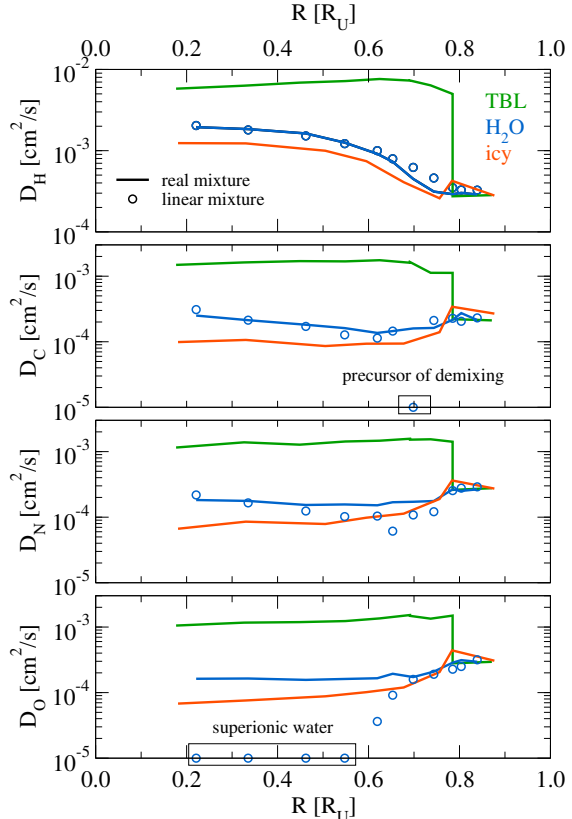 R [R_U]
0.0 0.2 0.4 0.6 0.8 1.0
10^-2
TBL
H_2O
icy
D_H [cm^2/s]
10^-3
real mixture
linear mixture
10^-4
D_C [cm^2/s]
10^-3
10^-4
precursor of demixing
10^-5
D_N [cm^2/s]
10^-3
10^-4
10^-5
D_O [cm^2/s]
10^-3
10^-4
superionic water
10^-5
0.0 0.2 0.4 0.6 0.8 1.0
R [R_U]